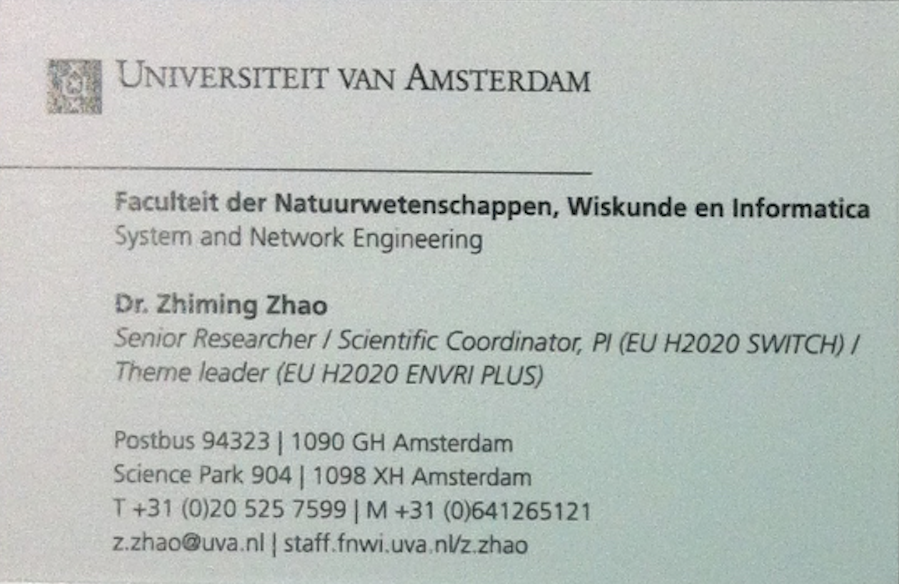 UNIVERSITEIT VAN AMSTERDAM
Faculteit der Natuurwetenschappen, Wiskunde en Informatica
System and Network Engineering
Dr. Zhiming Zhao
Senior Researcher / Scientific Coordinator, PI (EU H2020 SWITCH) /
Theme leader (EU H2020 ENVRI PLUS)
Postbus 94323 | 1090 GH Amsterdam
Science Park 904 | 1098 XH Amsterdam
T +31 (0)20 525 7599 | M +31 (0)641265121
z.zhao@uva.nl | staff.fnwi.uva.nl/z.zhao